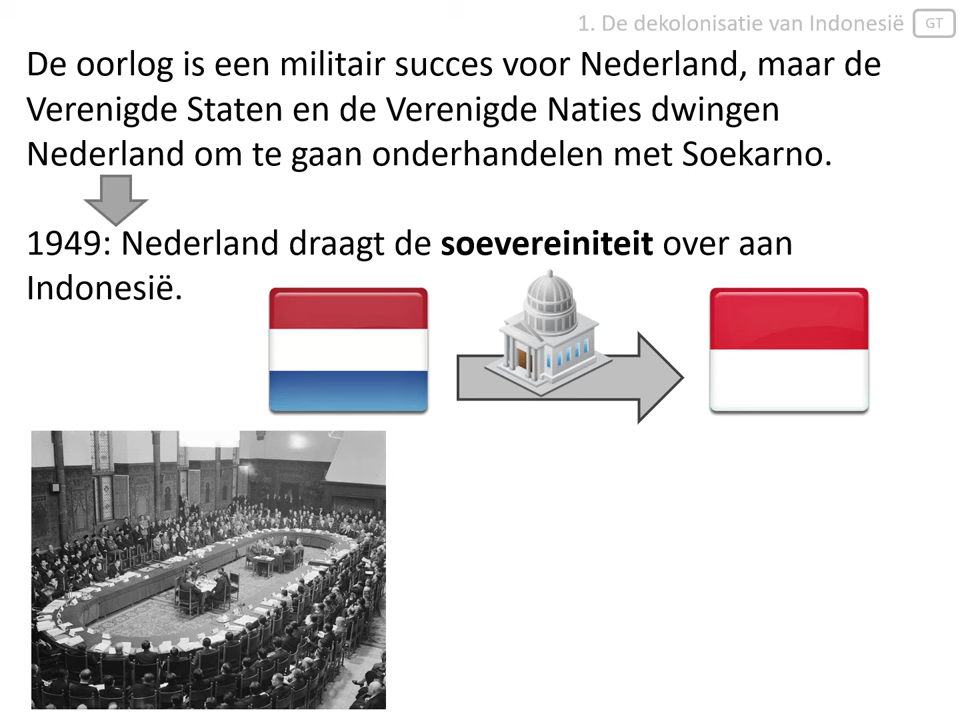 1. De dekolonisatie van Indonesië GT
De oorlog is een militair succes voor Nederland, maar de
Verenigde Staten en de Verenigde Naties dwingen
Nederland om te gaan onderhandelen met Soekarno.
1949: Nederland draagt de soevereiniteit over aan
Indonesië.